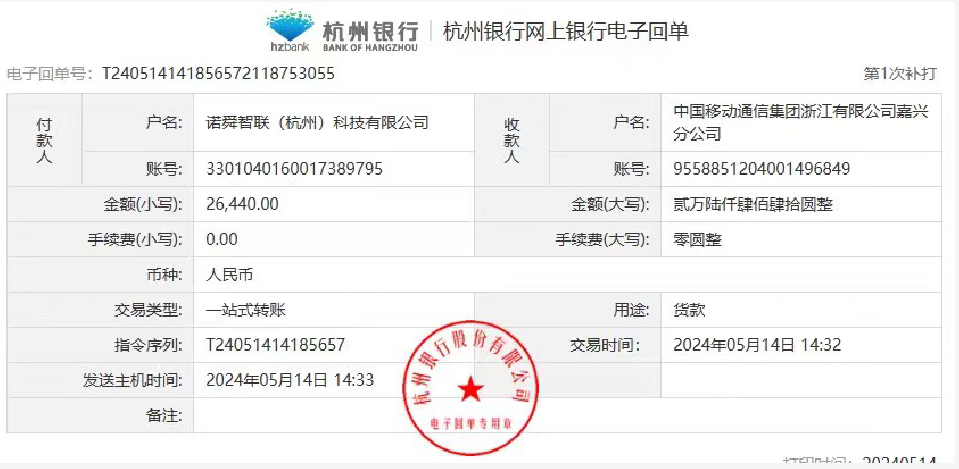 hzbank
杭州银行
BANK OF HANGZHOU
杭州银行网上银行电子回单
电子回单号：T24051414185657211875​3055
第1次补打
付款人
户名:
诺舜智联（杭州）科技有限公司
收款人
户名:
中国移动通信集团浙江有限公司嘉兴
分公司
账号:
3301040160017389795
账号:
9558851204001496849
金额(小写):
26,440.00
金额(大写):
贰万陆仟肆佰肆拾圆整
手续费(小写):
0.00
手续费(大写):
零圆整
币种:
人民币
交易类型:
一站式转账
用途:
货款
指令序列:
T24051414185657
交易时间：
2024年05月14日 14:32
发送主机时间:
2024年05月14日 14:33
备注:
杭州银行股份有限公司
电子回单专用章
打印时间：20240514